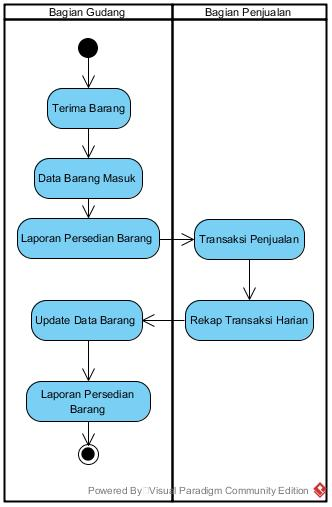 Bagian Gudang
Bagian Penjualan
Terima Barang
Data Barang Masuk
Laporan Persedian Barang
Transaksi Penjualan
Update Data Barang
Rekap Transaksi Harian
Laporan Persedian
Barang
Powered By Visual Paradigm Community Edition